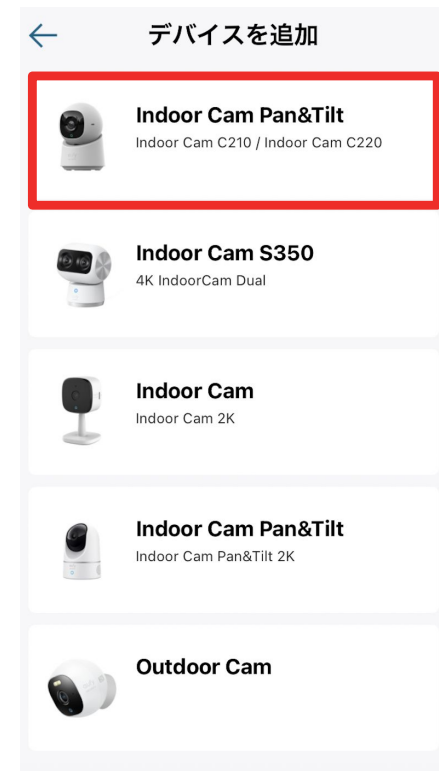 デバイスを追加
Indoor Cam Pan&Tilt
Indoor Cam C210 / Indoor Cam C220
Indoor Cam S350
4K IndoorCam Dual
Indoor Cam
Indoor Cam 2K
Indoor Cam Pan&Tilt
Indoor Cam Pan&Tilt 2K
Outdoor Cam